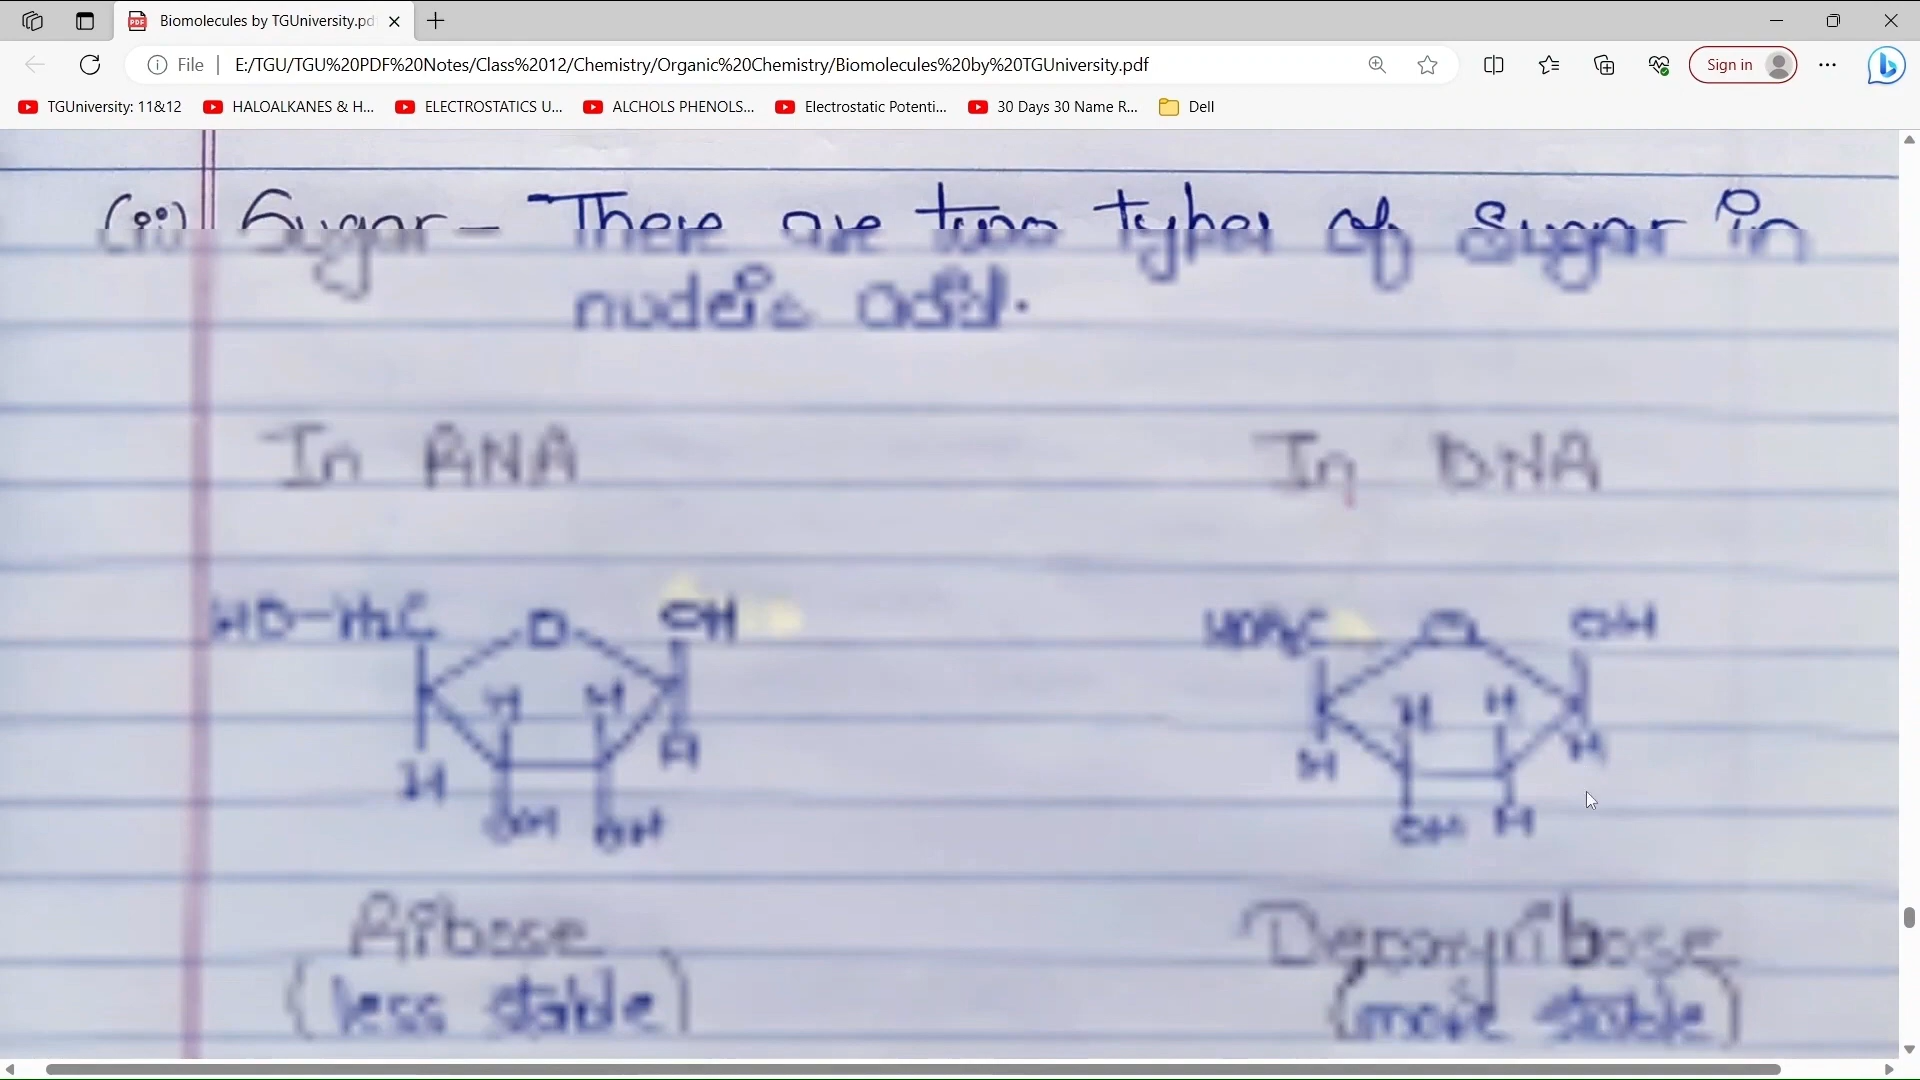 Biomolecules by TGUniversity.pd
File
E:/TGU/TGU%20PDF%20Notes/Class%2012/Chemistry/Organic%20Chemistry/Biomolecules%20by%20TGUniversity.pdf
Sign in
TGUniversity: 11&12
HALOALKANES & H...
ELECTROSTATICS U...
ALCHOLS PHENOLS...
Electrostatic Potenti...
30 Days 30 Name R...
Dell
(ii) Sugar - There are two types of sugar in
nucleic acid.
In RNA In DNA
HO-H2C O OH HOH2C O OH
H H H H
H H H H
OH OH OH H
Ribose Deoxyribose
(less stable) (more stable)